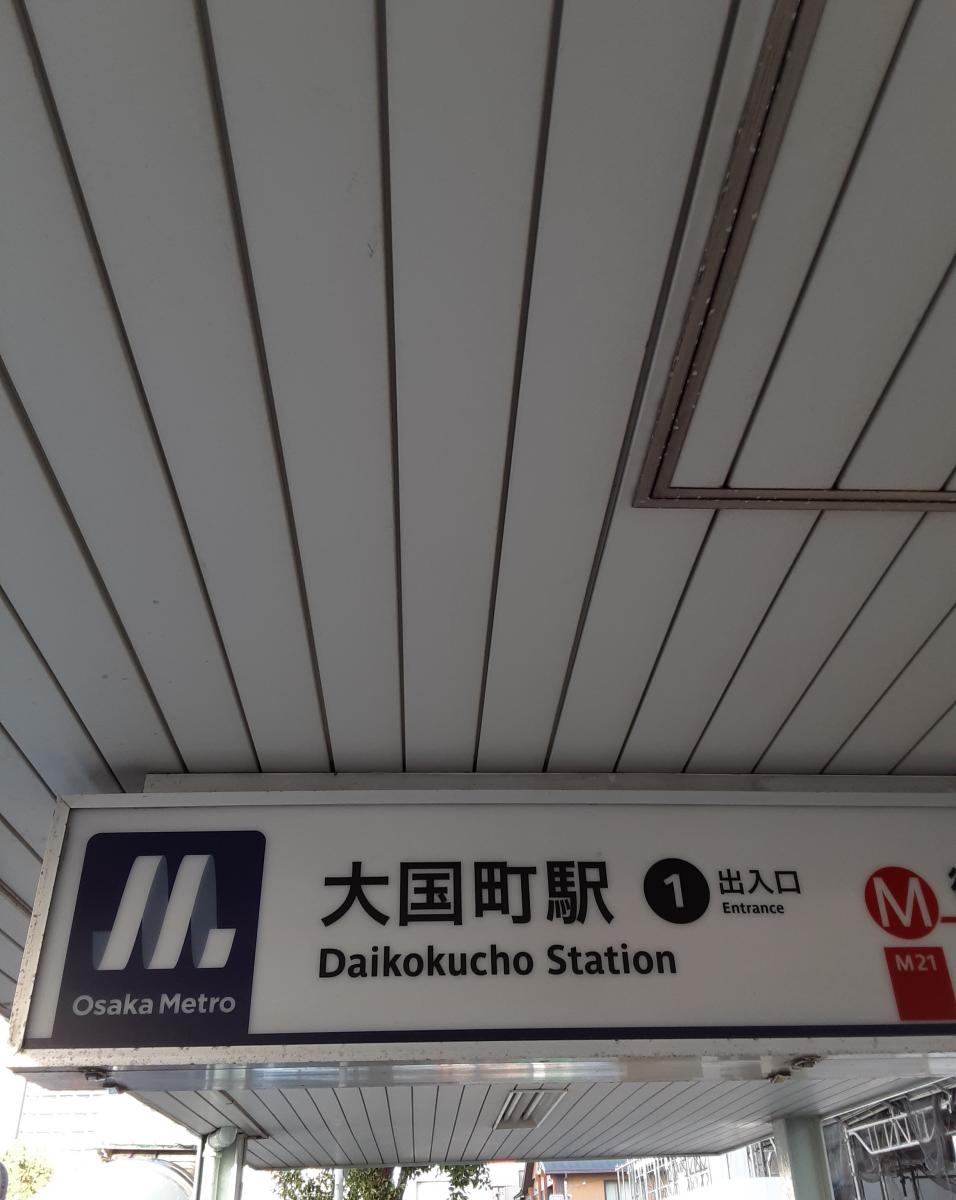 Osaka Metro
大国町駅
Daikokucho Station
1
出入口
Entrance
M
M21